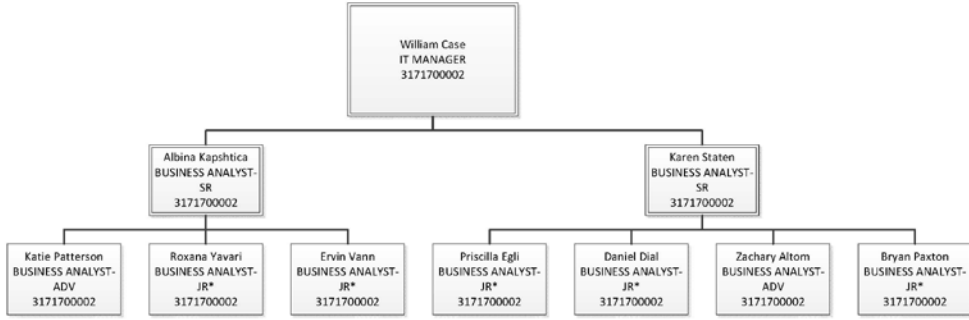 William Case
IT MANAGER
3171700002
Albina Kapshtica
BUSINESS ANALYST-
SR
3171700002
Karen Staten
BUSINESS ANALYST-
SR
3171700002
Katie Patterson
BUSINESS ANALYST-
ADV
3171700002
Roxana Yavari
BUSINESS ANALYST-
JR*
3171700002
Ervin Vann
BUSINESS ANALYST-
JR*
3171700002
Priscilla Egli
BUSINESS ANALYST-
JR*
3171700002
Daniel Dial
BUSINESS ANALYST-
JR*
3171700002
Zachary Altom
BUSINESS ANALYST-
ADV
3171700002
Bryan Paxton
BUSINESS ANALYST-
JR*
3171700002